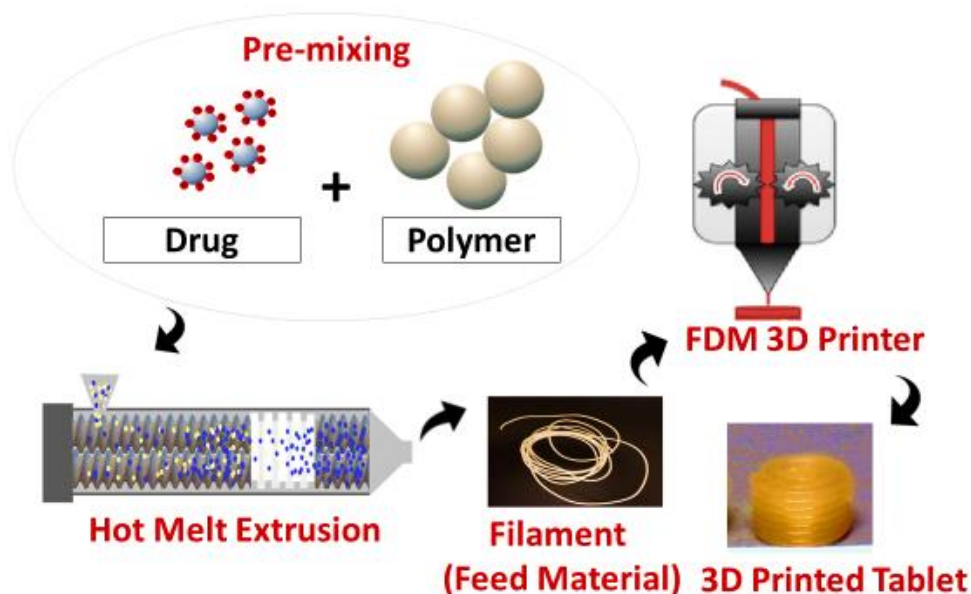 Pre-mixing
+
Drug
Polymer
FDM 3D Printer
Hot Melt Extrusion
Filament
(Feed Material)
3D Printed Tablet